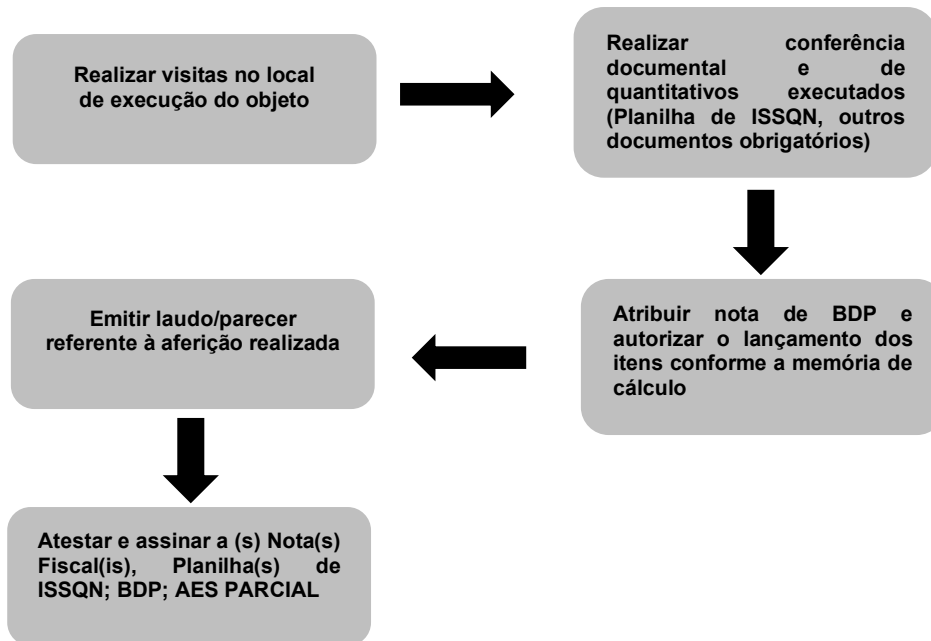 Realizar visitas no local
de execução do objeto
Realizar conferência
documental e de
quantitativos executados
(Planilha de ISSQN, outros
documentos obrigatórios)
Atribuir nota de BDP e
autorizar o lançamento dos
itens conforme a memória de
cálculo
Emitir laudo/parecer
referente à aferição realizada
Atestar e assinar a (s) Nota(s)
Fiscal(is), Planilha(s) de
ISSQN; BDP; AES PARCIAL